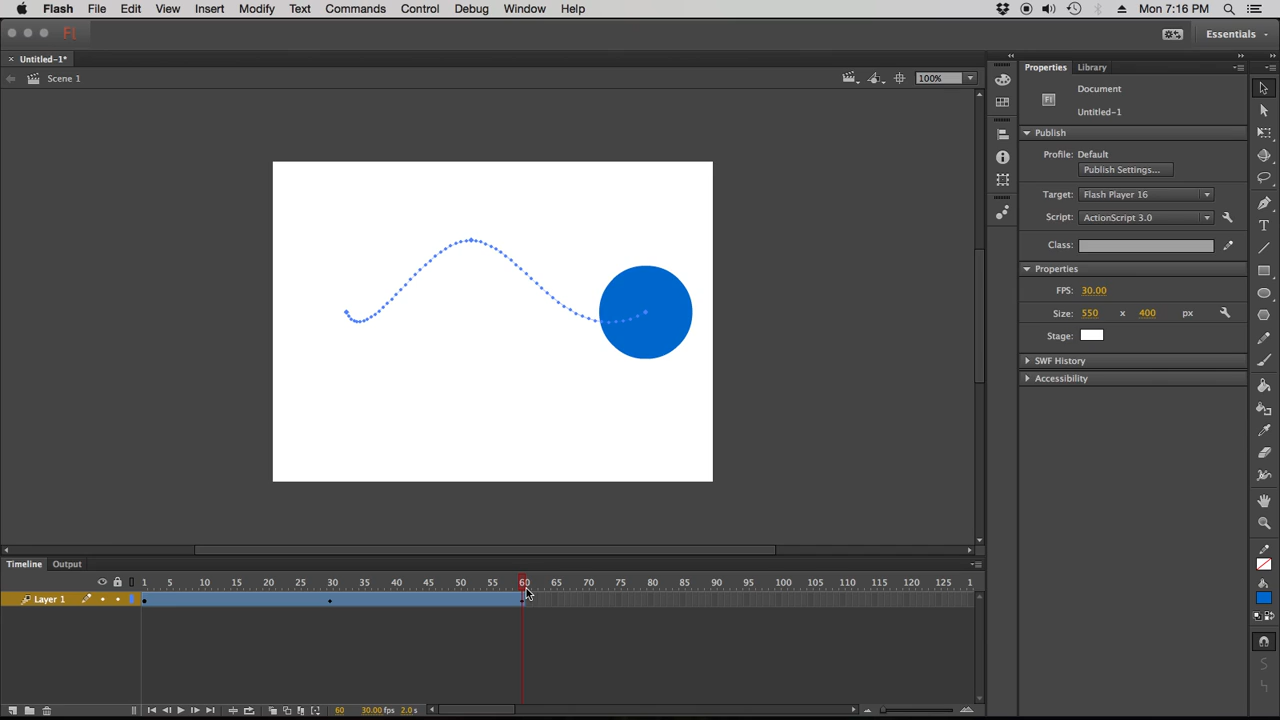 Flash File Edit View Insert Modify Text Commands Control Debug Window Help Mon 7:16 PM
Fl Essentials
Untitled-1*
Scene 1 100%
Properties Library
Document
Fl
Untitled-1
Publish
Profile: Default
Publish Settings...
Target: Flash Player 16
Script: ActionScript 3.0
Class:
Properties
FPS: 30.00
Size: 550 x 400 px
Stage:
SWF History
Accessibility
Timeline Output
1 5 10 15 20 25 30 35 40 45 50 55 60 65 70 75 80 85 90 95 100 105 110 115 120 125 1
Layer 1
60 30.00 fps 2.0 s